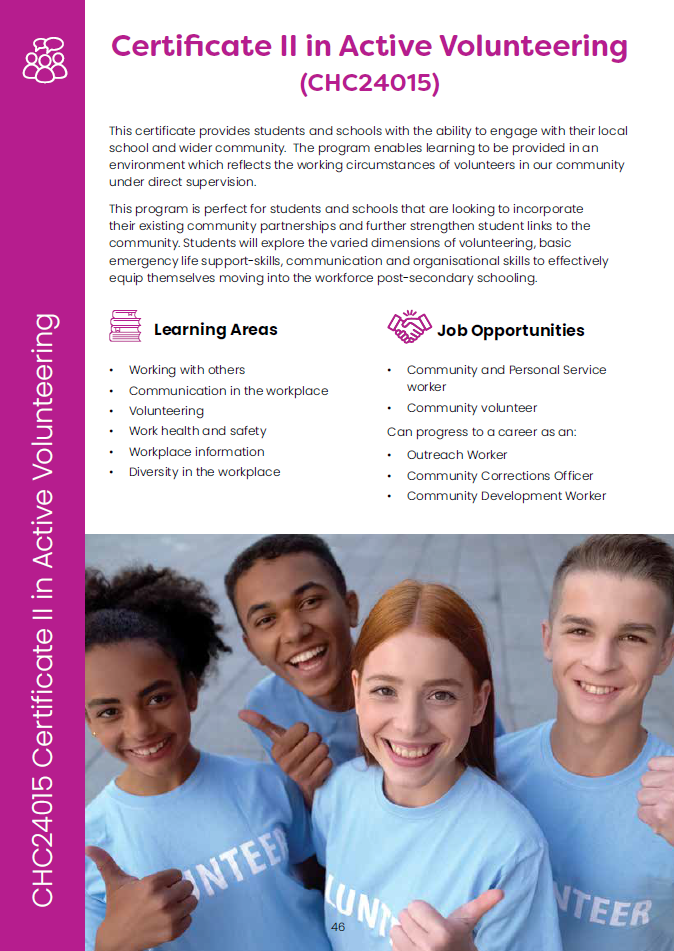 Certificate II in Active Volunteering
(CHC24015)
This certificate provides students and schools with the ability to engage with their local
school and wider community.  The program enables learning to be provided in an
environment which reflects the working circumstances of volunteers in our community
under direct supervision.
This program is perfect for students and schools that are looking to incorporate
their existing community partnerships and further strengthen student links to the
community. Students will explore the varied dimensions of volunteering, basic
emergency life support-skills, communication and organisational skills to effectively
equip themselves moving into the workforce post-secondary schooling.
Learning Areas
• Working with others
• Communication in the workplace
• Volunteering
• Work health and safety
• Workplace information
• Diversity in the workplace
Job Opportunities
• Community and Personal Service
worker
• Community volunteer
Can progress to a career as an:
• Outreach Worker
• Community Corrections Officer
• Community Development Worker
CHC24015 Certificate II in Active Volunteering
UNTEER
LUNT
NTEER
46